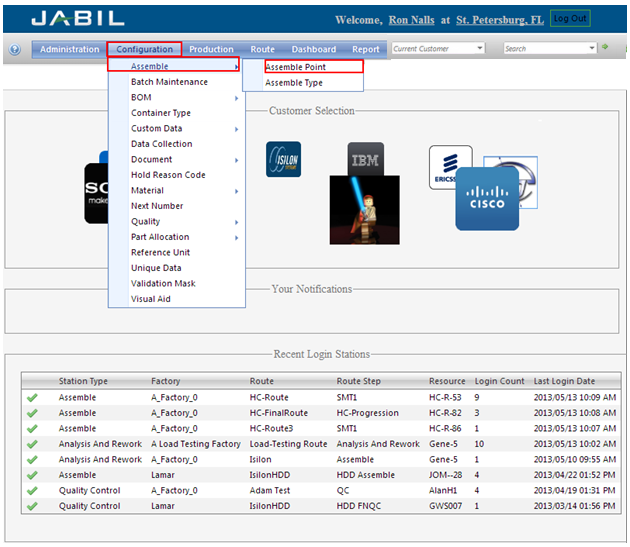 JABIL
Welcome, Ron Nalls at St. Petersburg, FL Log Out
Administration Configuration Production Route Dashboard Report Current Customer Search
Assemble
Assemble Point
Assemble Type
Batch Maintenance
BOM
Container Type
Custom Data
Data Collection
Document
Hold Reason Code
Material
Next Number
Quality
Part Allocation
Reference Unit
Unique Data
Validation Mask
Visual Aid
Customer Selection
make
ISILON
IBM
ERICS
CISCO
Your Notifications
Recent Login Stations
Station Type Factory Route Route Step Resource Login Count Last Login Date
Assemble A_Factory_0 HC-Route SMT1 HC-R-53 9 2013/05/13 10:09 AM
Assemble A_Factory_0 HC-FinalRoute HC-Progression HC-R-82 3 2013/05/13 10:08 AM
Assemble A_Factory_0 HC-Route3 SMT1 HC-R-86 1 2013/05/13 10:07 AM
Analysis And Rework A Load Testing Factory Load-Testing Route Analysis And Rework Gene-5 10 2013/05/13 10:02 AM
Analysis And Rework A_Factory_0 Isilon Assemble Gene-5 1 2013/05/10 09:55 AM
Assemble Lamar IsilonHDD HDD Assemble JOM--28 4 2013/04/22 01:52 PM
Quality Control A_Factory_0 Adam Test QC AlanH1 4 2013/04/19 01:31 PM
Quality Control Lamar IsilonHDD HDD FNQC GWS007 1 2013/03/14 01:56 PM